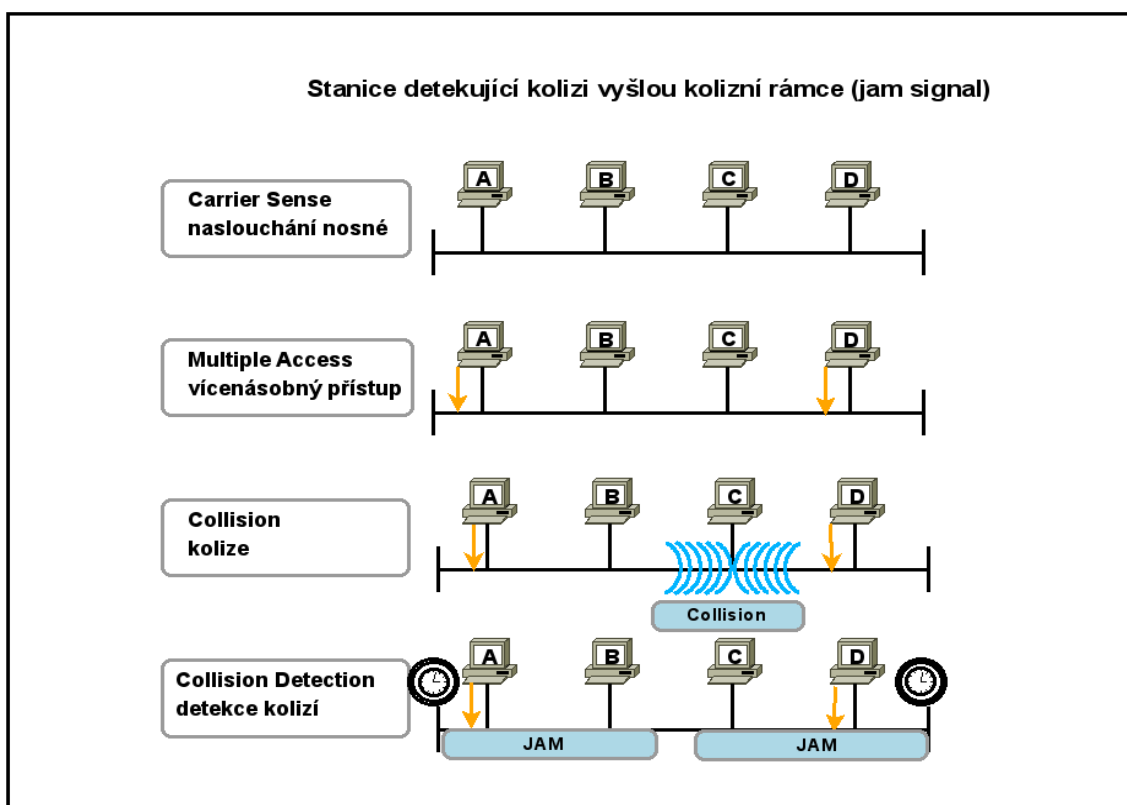 Stanice detekující kolizi vyšlou kolizní rámce (jam signal)
A B C D
Carrier Sense
naslouchání nosné
A B C D
Multiple Access
vícenásobný přístup
A B C D
Collision
kolize
Collision
A B C D
Collision Detection
detekce kolizí
JAM JAM